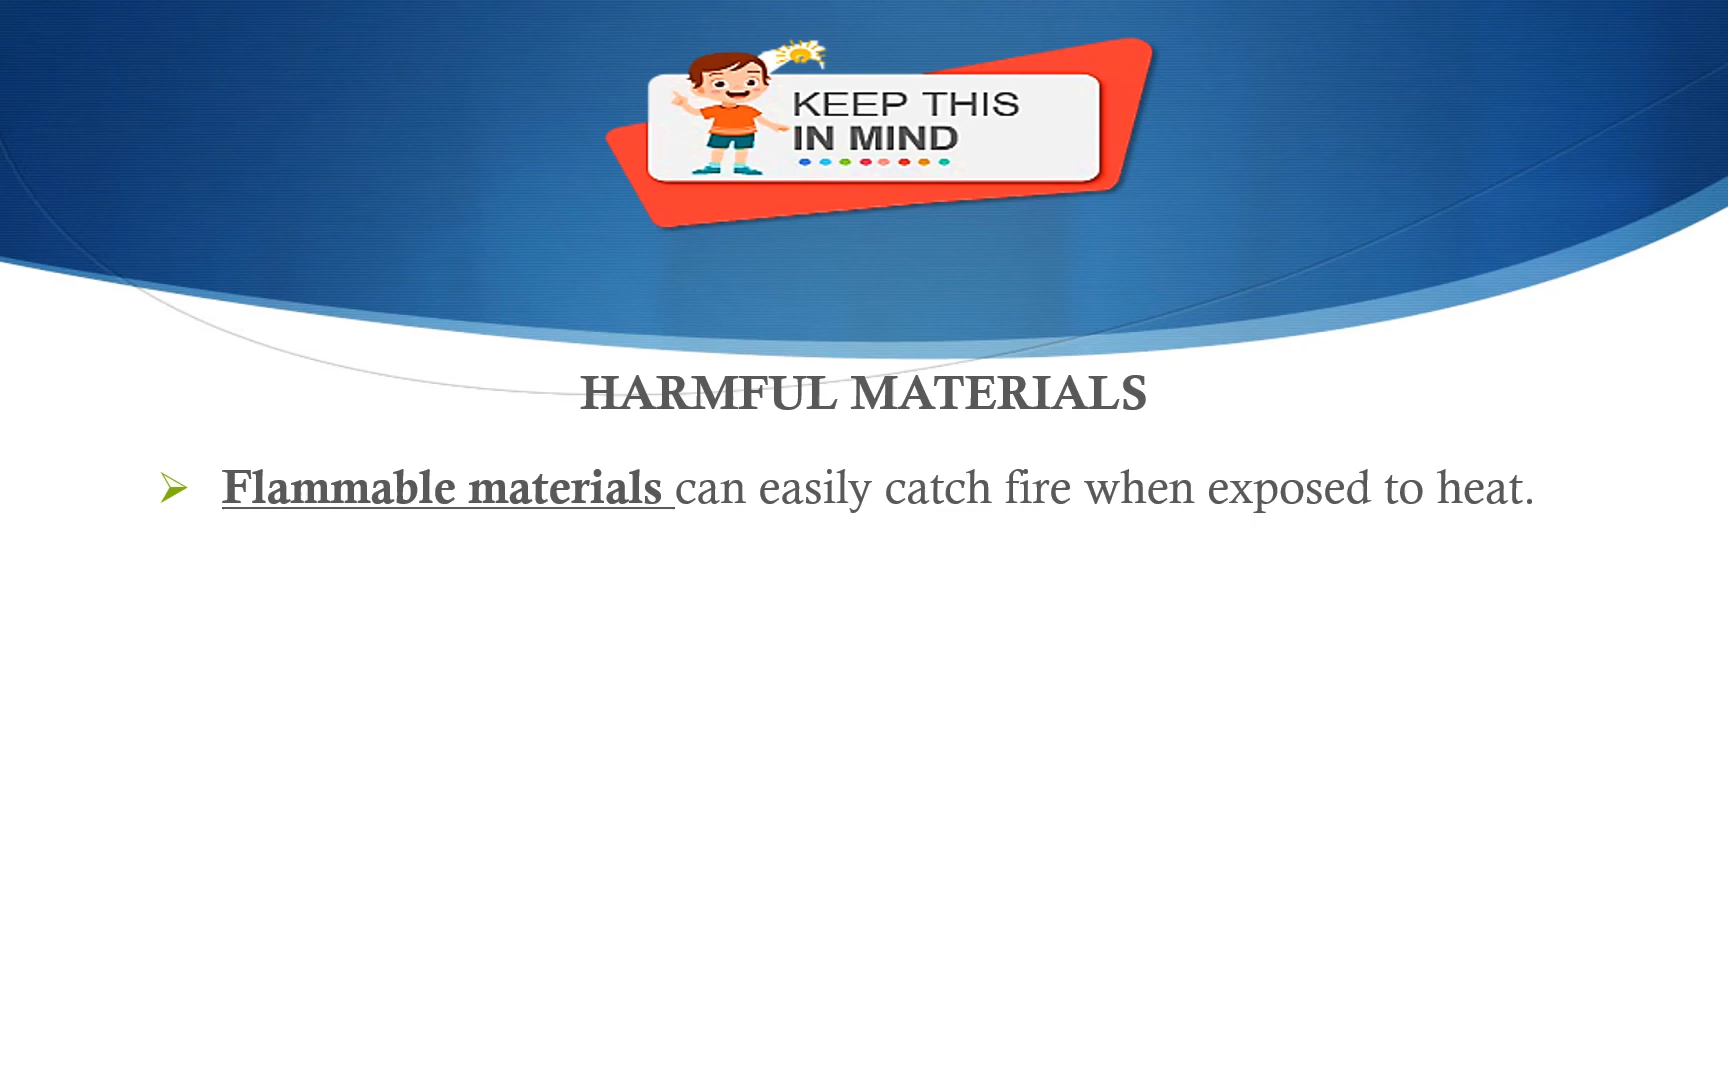 KEEP THIS
IN MIND
HARMFUL MATERIALS
Flammable materials can easily catch fire when exposed to heat.